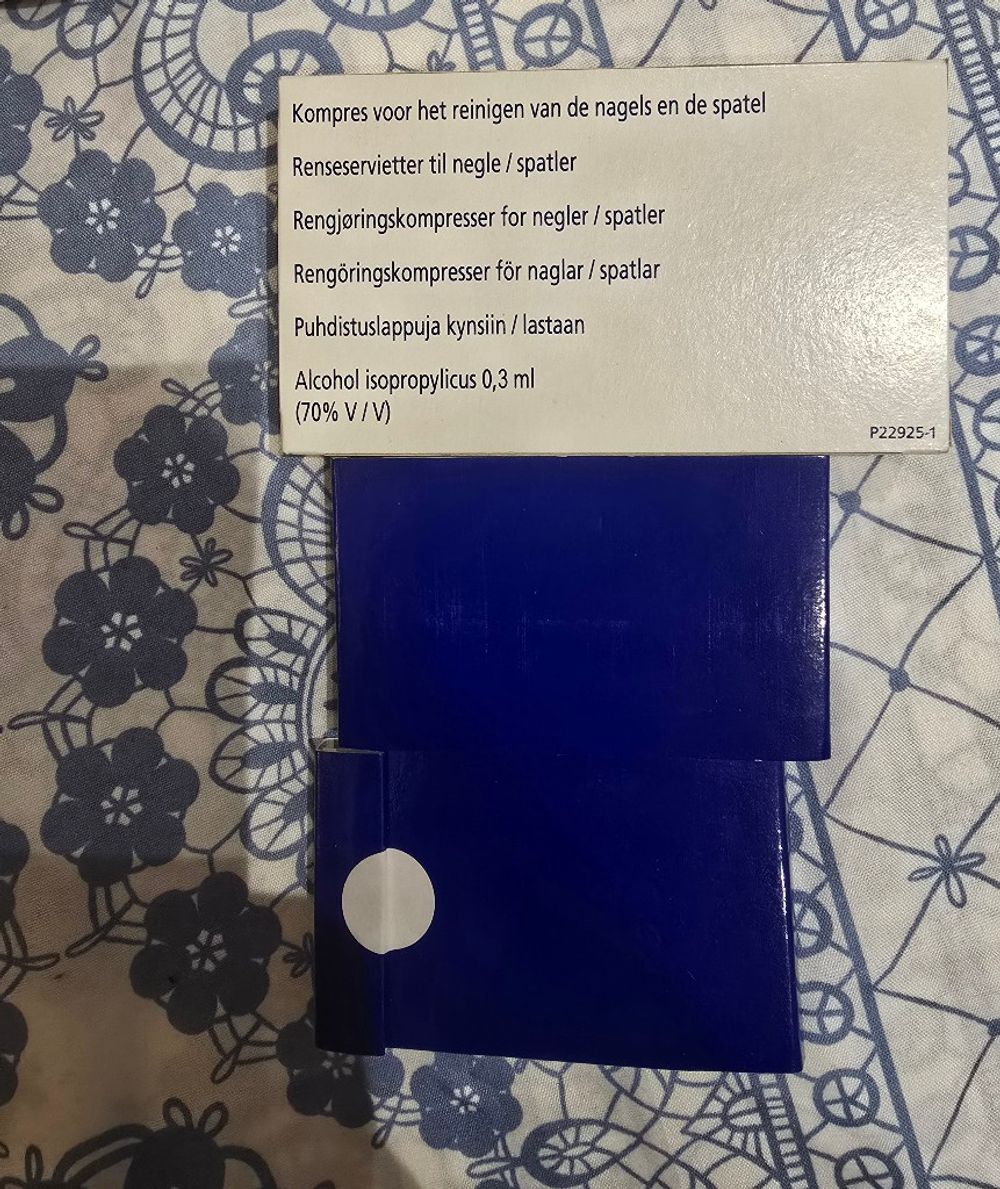 Kompres voor het reinigen van de nagels en de spatel
Renseservietter til negle / spatler
Rengjøringskompresser for negler / spatler
Rengöringskompresser för naglar / spatlar
Puhdistuslappuja kynsiin / lastaan
Alcohol isopropylicus 0,3 ml
(70% V / V)
P22925-1